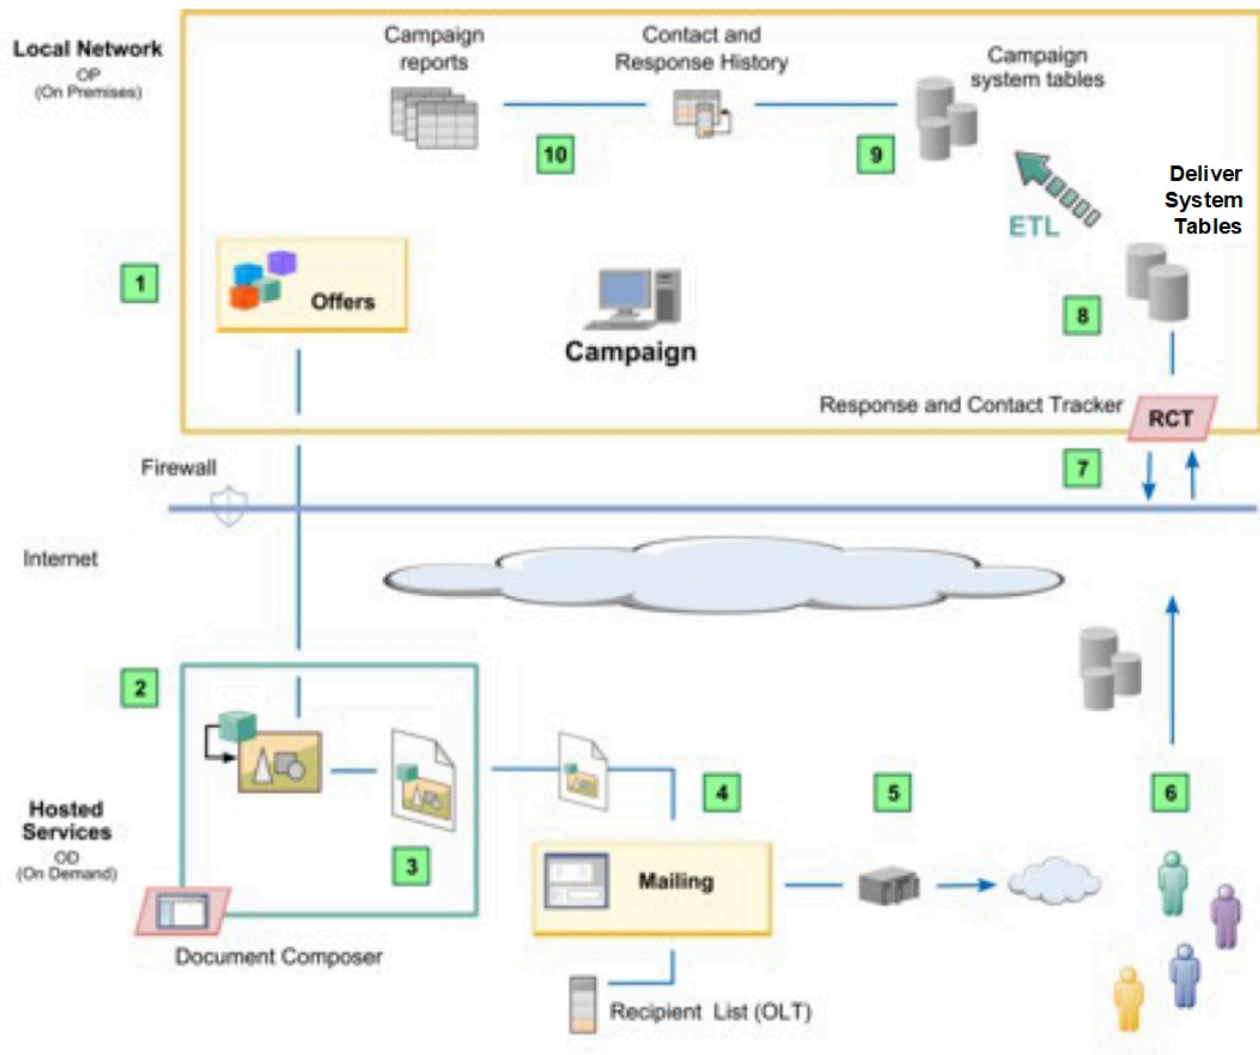 Local Network
OP
(On Premises)
Campaign
reports
Contact and
Response History
Campaign
system tables
10
9
Deliver
System
Tables
ETL
1
Offers
8
Campaign
Response and Contact Tracker
RCT
7
Firewall
Internet
2
Hosted
Services
OD
(On Demand)
3
4
5
6
Mailing
Document Composer
Recipient List (OLT)